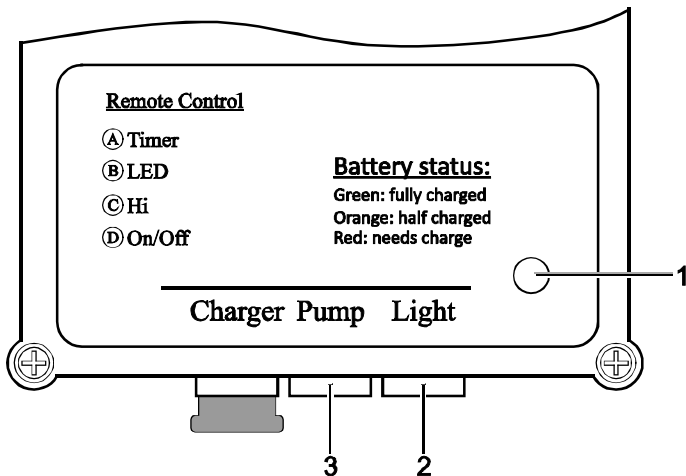 Remote Control
Ⓐ Timer
Ⓑ LED
Ⓒ Hi
Ⓓ On/Off
Battery status:
Green: fully charged
Orange: half charged
Red: needs charge
1
Charger Pump Light
3 2